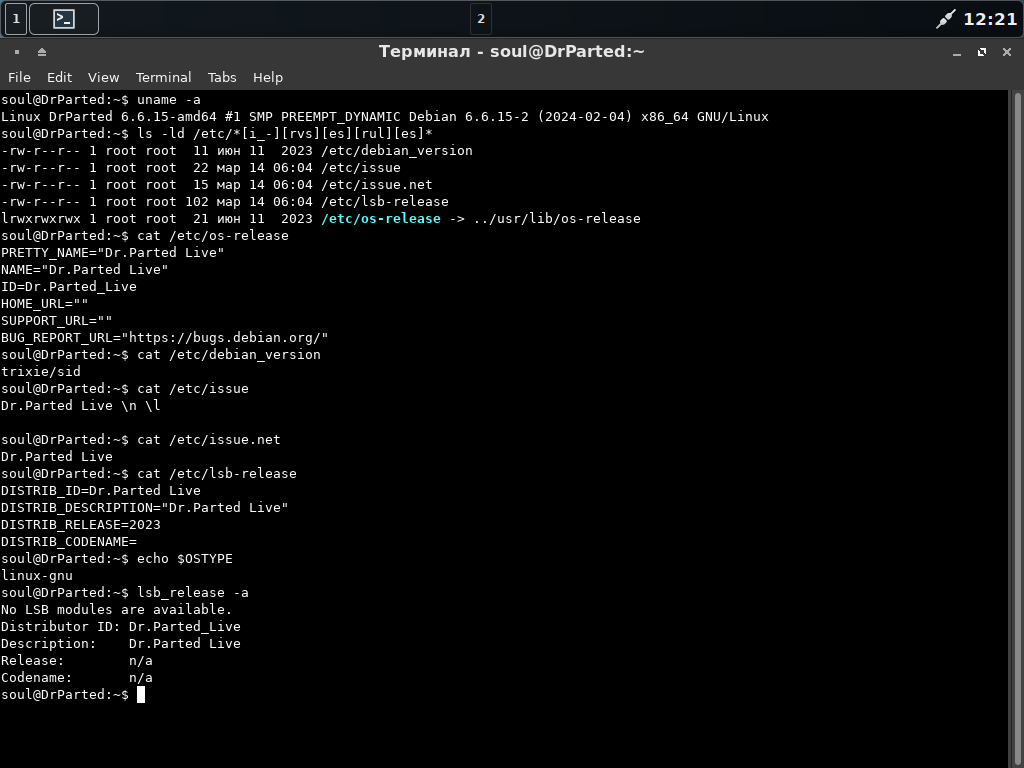 1 2 12:21
Терминал - soul@DrParted:~
File Edit View Terminal Tabs Help
soul@DrParted:~$ uname -a
Linux DrParted 6.6.15-amd64 #1 SMP PREEMPT_DYNAMIC Debian 6.6.15-2 (2024-02-04) x86_64 GNU/Linux
soul@DrParted:~$ ls -ld /etc/*[i_-][rvs][es][rul][es]*
-rw-r--r-- 1 root root  11 июн 11  2023 /etc/debian_version
-rw-r--r-- 1 root root  22 мар 14 06:04 /etc/issue
-rw-r--r-- 1 root root  15 мар 14 06:04 /etc/issue.net
-rw-r--r-- 1 root root 102 мар 14 06:04 /etc/lsb-release
lrwxrwxrwx 1 root root  21 июн 11  2023 /etc/os-release -> ../usr/lib/os-release
soul@DrParted:~$ cat /etc/os-release
PRETTY_NAME="Dr.Parted Live"
NAME="Dr.Parted Live"
ID=Dr.Parted_Live
HOME_URL=""
SUPPORT_URL=""
BUG_REPORT_URL="https://bugs.debian.org/"
soul@DrParted:~$ cat /etc/debian_version
trixie/sid
soul@DrParted:~$ cat /etc/issue
Dr.Parted Live \n \l
soul@DrParted:~$ cat /etc/issue.net
Dr.Parted Live
soul@DrParted:~$ cat /etc/lsb-release
DISTRIB_ID=Dr.Parted Live
DISTRIB_DESCRIPTION="Dr.Parted Live"
DISTRIB_RELEASE=2023
DISTRIB_CODENAME=
soul@DrParted:~$ echo $OSTYPE
linux-gnu
soul@DrParted:~$ lsb_release -a
No LSB modules are available.
Distributor ID: Dr.Parted_Live
Description:    Dr.Parted Live
Release:        n/a
Codename:       n/a
soul@DrParted:~$